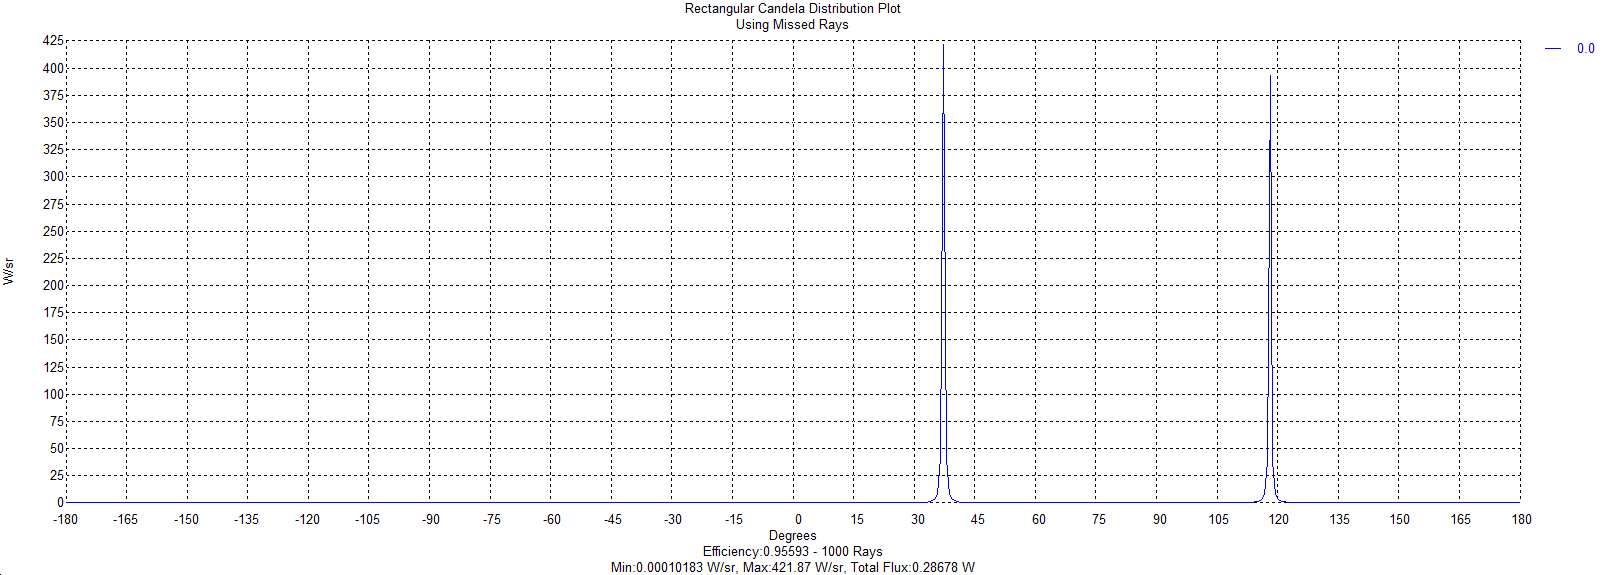 Rectangular Candela Distribution Plot
Using Missed Rays
0.0
425
400
375
350
325
300
275
250
225
200
175
150
125
100
75
50
25
0
W/sr
-180 -165 -150 -135 -120 -105 -90 -75 -60 -45 -30 -15 0 15 30 45 60 75 90 105 120 135 150 165 180
Degrees
Efficiency:0.95593 - 1000 Rays
Min:0.00010183 W/sr, Max:421.87 W/sr, Total Flux:0.28678 W